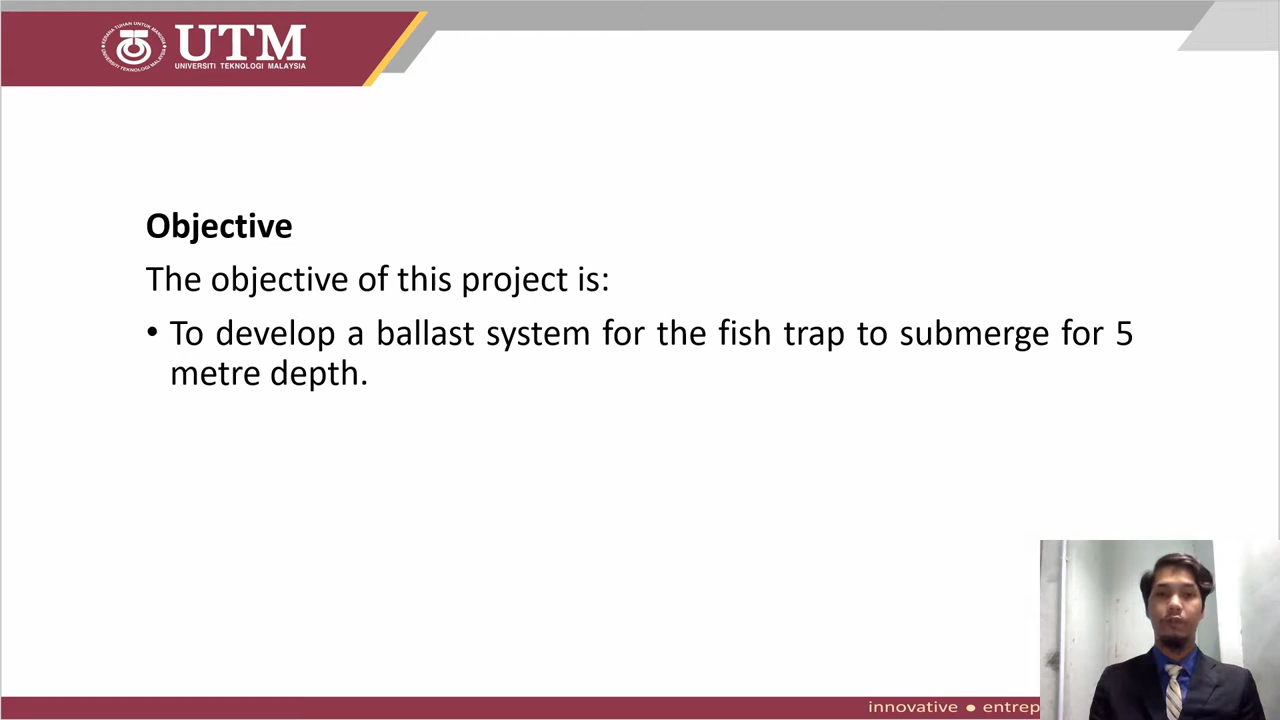 UTM
UNIVERSITI TEKNOLOGI MALAYSIA
Objective
The objective of this project is:
• To develop a ballast system for the fish trap to submerge for 5
metre depth.
innovative ● entrep